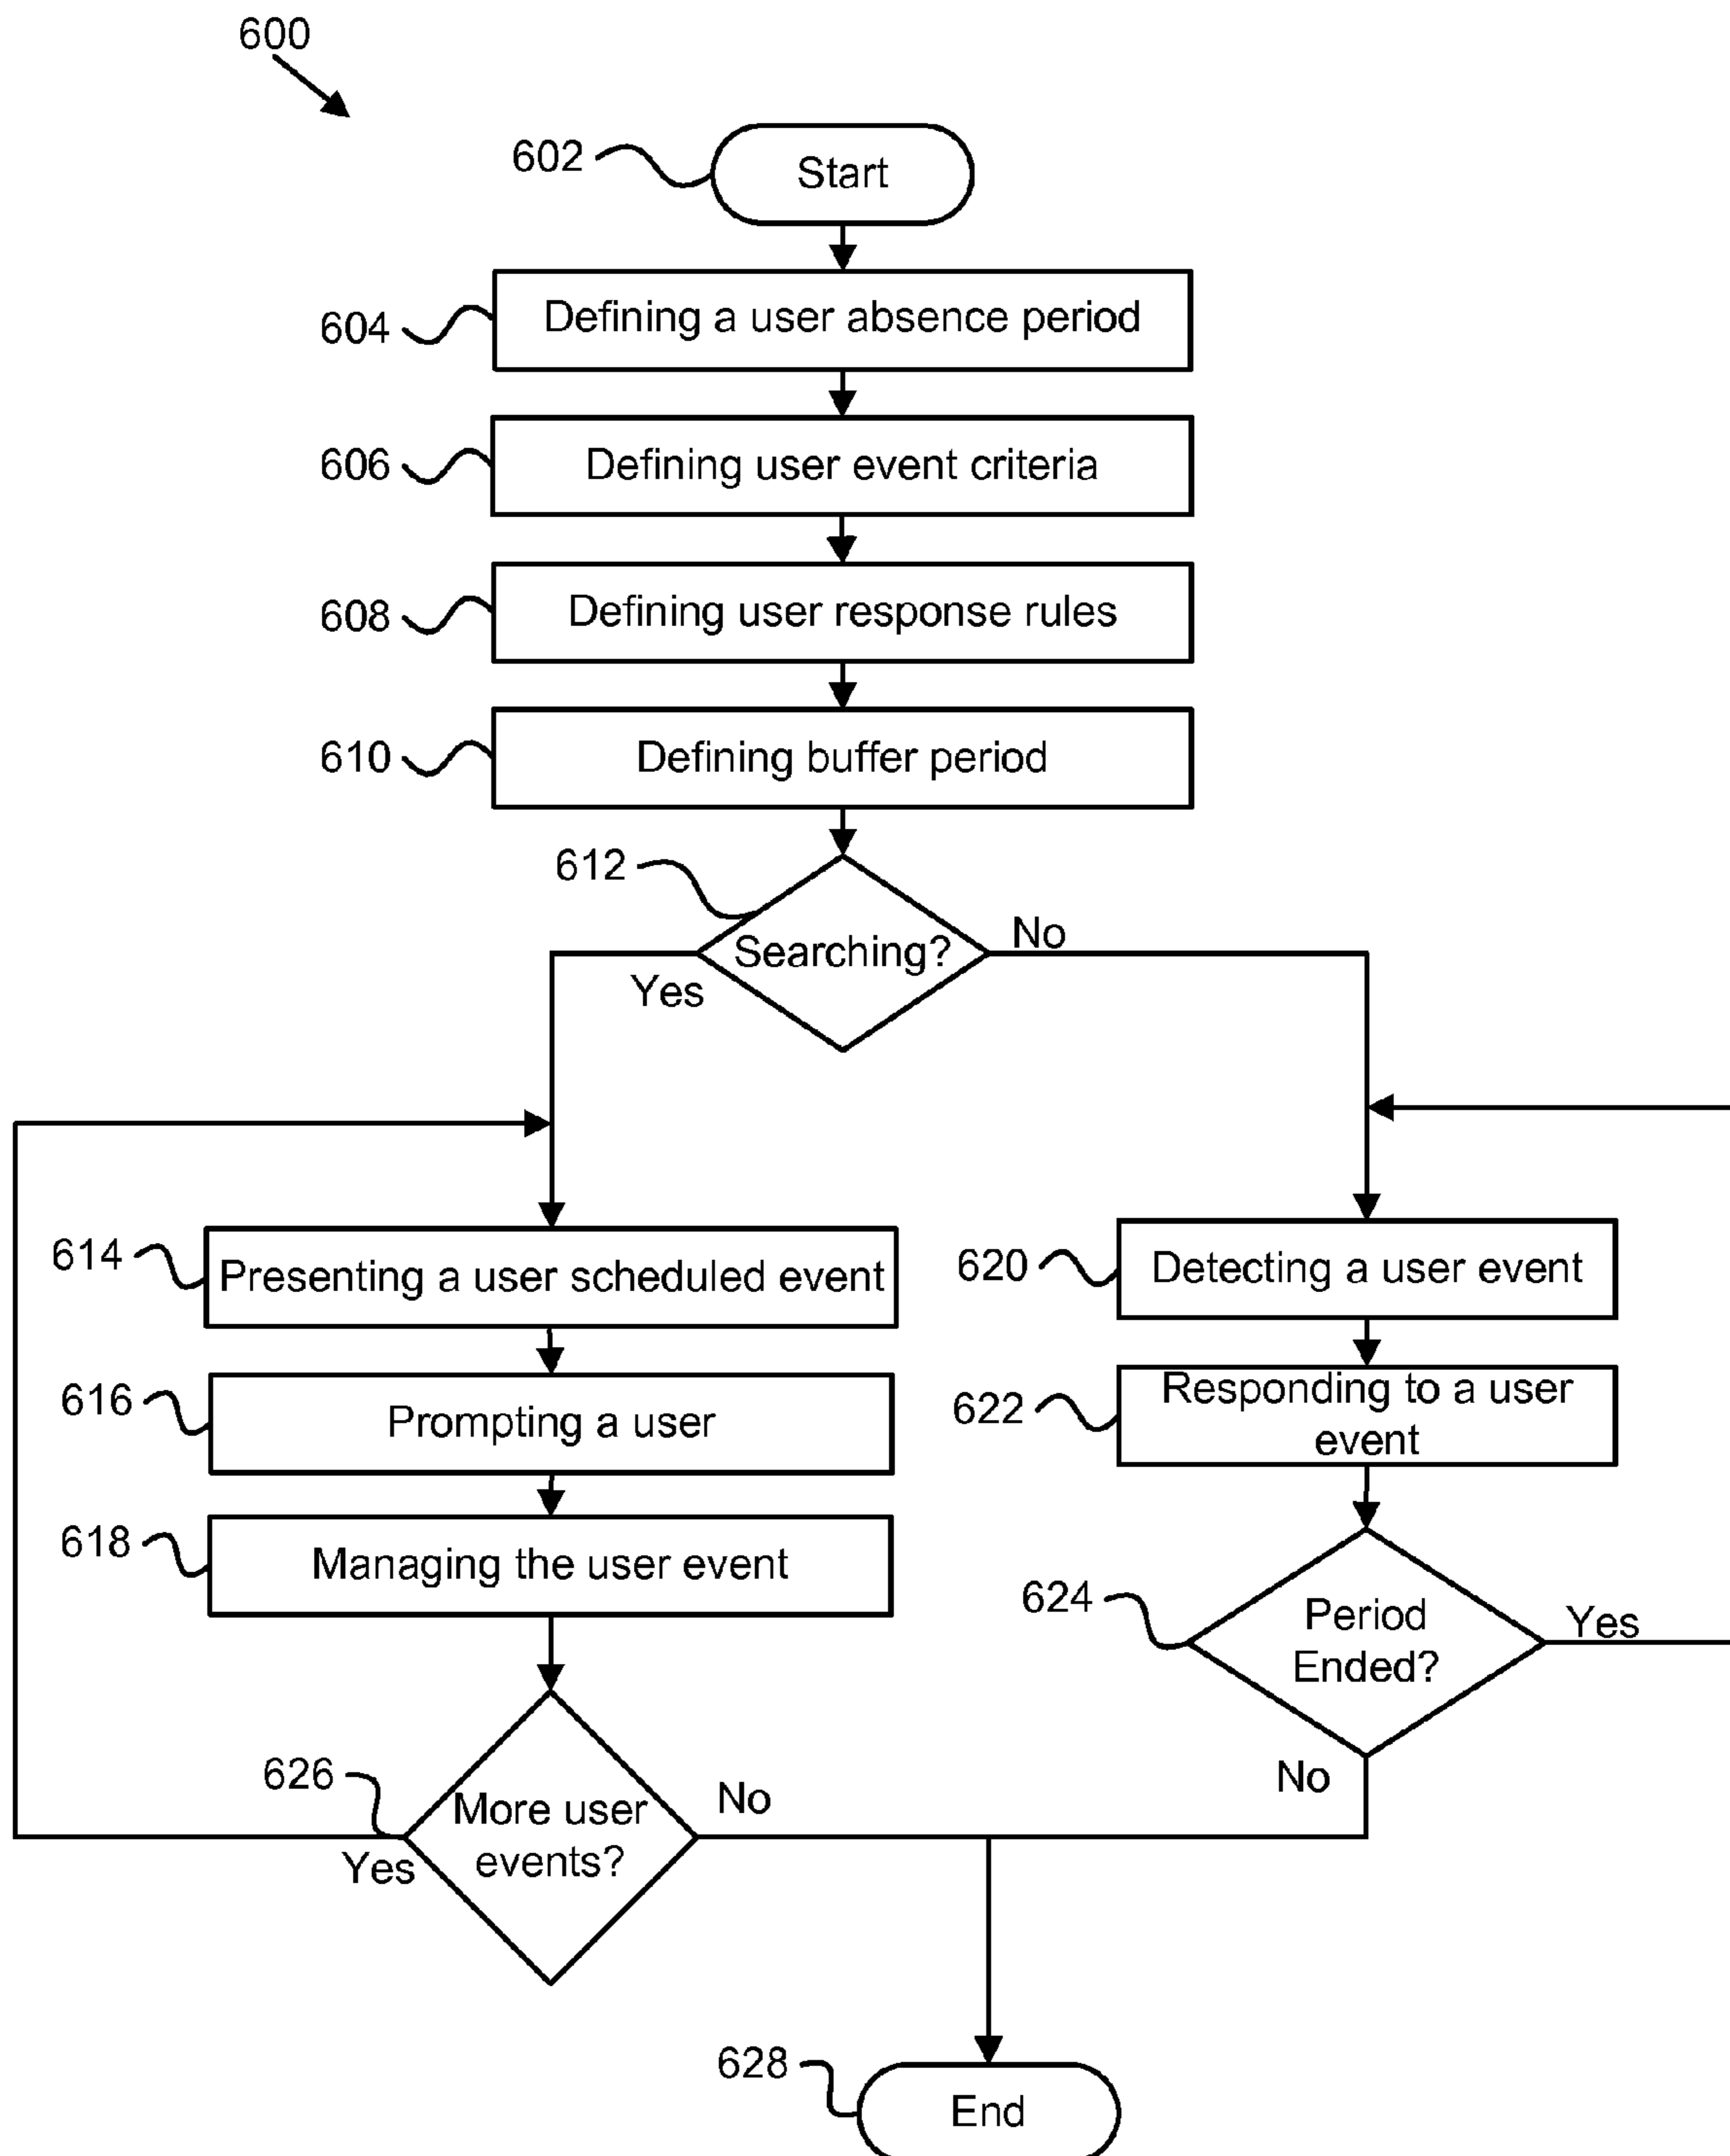 600
602
Start
604
Defining a user absence period
606
Defining user event criteria
608
Defining user response rules
610
Defining buffer period
612
Searching?
No
Yes
614
Presenting a user scheduled event
620
Detecting a user event
616
Prompting a user
622
Responding to a user
event
618
Managing the user event
624
Period
Ended?
Yes
No
626
More user
events?
No
Yes
628
End